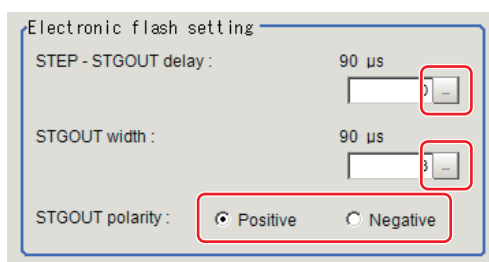 Electronic flash setting
STEP - STGOUT delay : 90 µs
...
STGOUT width : 90 µs
...
STGOUT polarity : Positive Negative